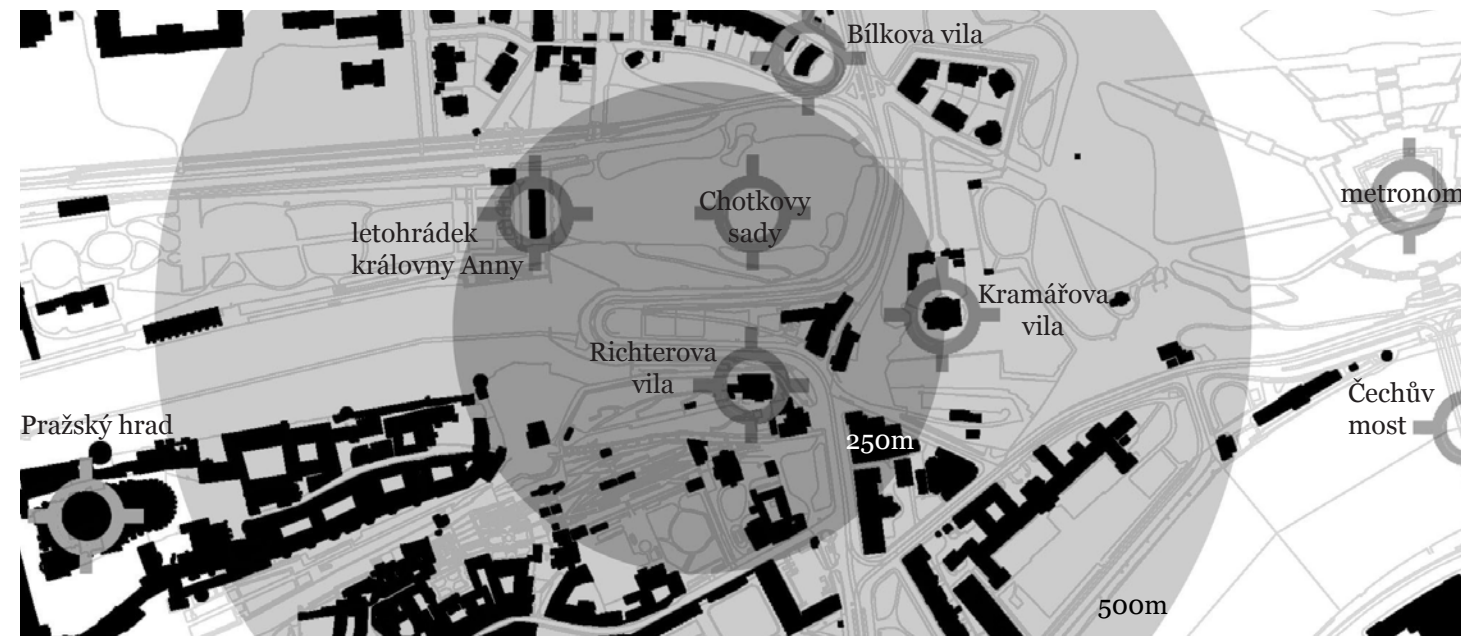 Bílkova vila
metronom
Chotkovy
sady
letohrádek
královny Anny
Kramářova
vila
Richterova
vila
Čechův
most
Pražský hrad
250m
500m